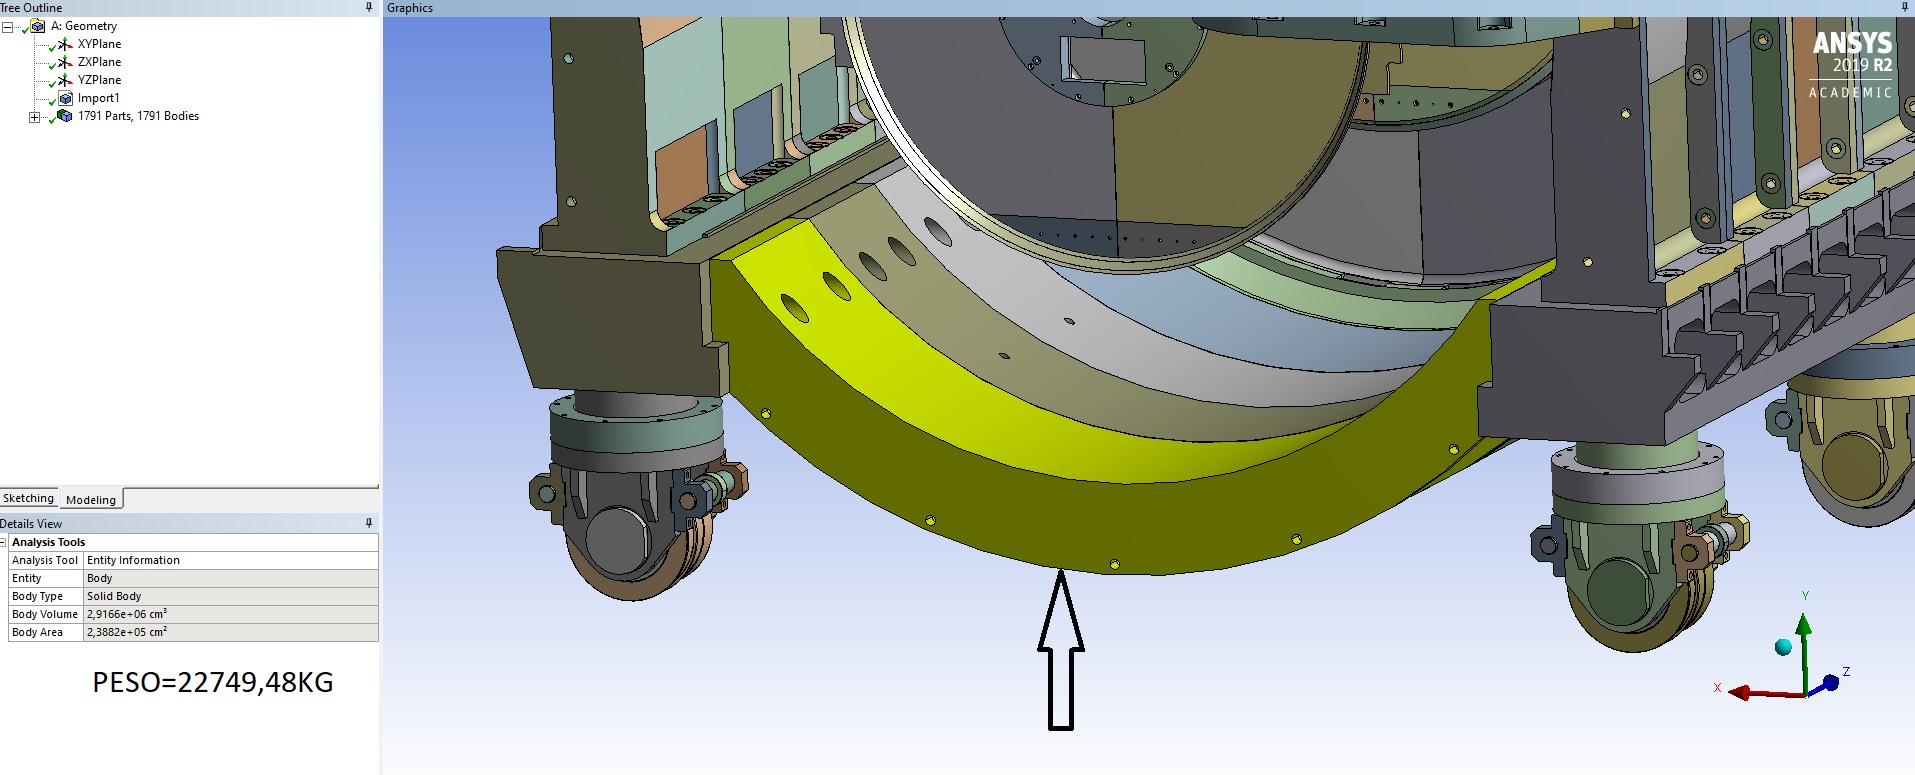 Tree Outline
A: Geometry
XYPlane
ZXPlane
YZPlane
Import1
1791 Parts, 1791 Bodies
Sketching Modeling
Details View
Analysis Tools
Analysis Tool Entity Information
Entity Body
Body Type Solid Body
Body Volume 2,9166e+06 cm³
Body Area 2,3882e+05 cm²
PESO=22749,48KG
Graphics
ANSYS
2019 R2
ACADEMIC
Y
X
Z